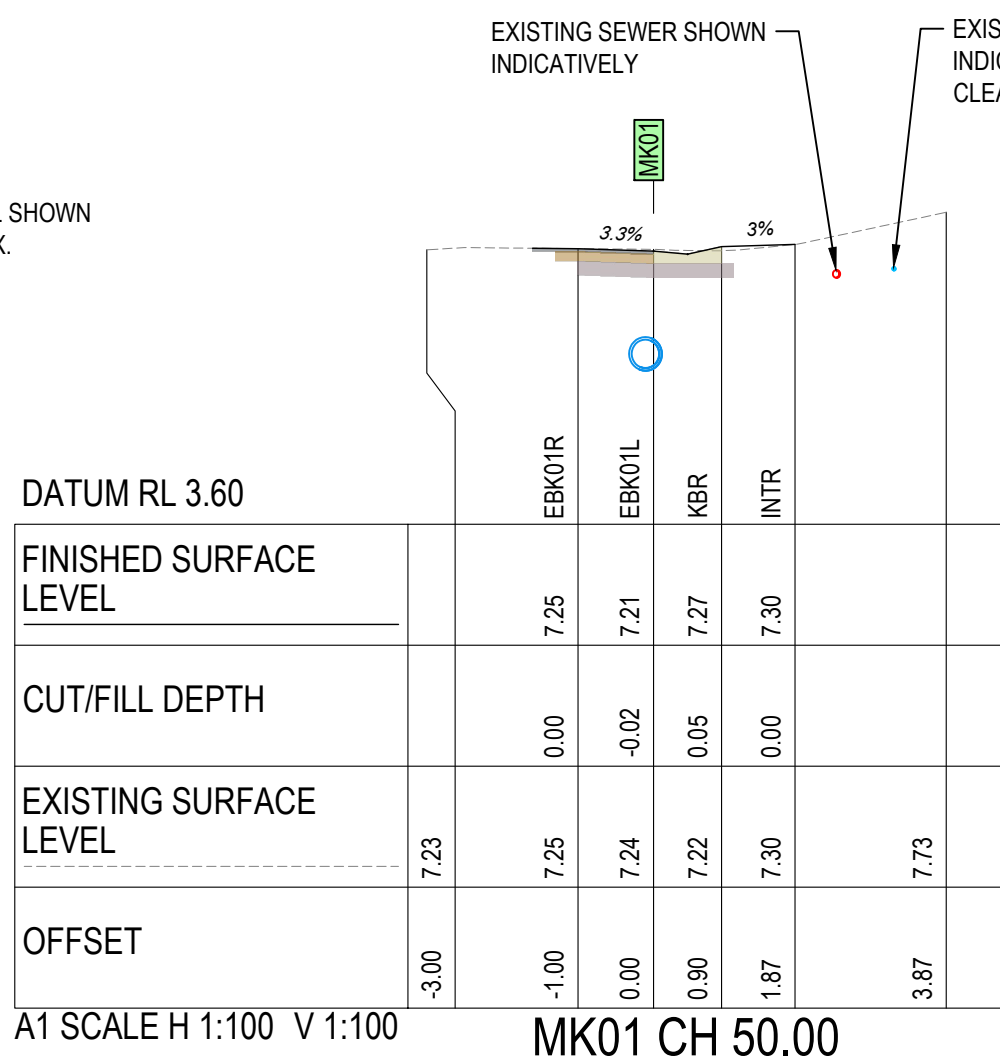 EXISTING SEWER SHOWN
INDICATIVELY
EXIS
INDIC
CLEA
MK01
L SHOWN
X.
3.3%
3%
EBK01R
EBK01L
KBR
INTR
DATUM RL 3.60
FINISHED SURFACE
LEVEL
7.25
7.21
7.27
7.30
CUT/FILL DEPTH
0.00
-0.02
0.05
0.00
EXISTING SURFACE
LEVEL
7.23
7.25
7.24
7.22
7.30
7.73
OFFSET
-3.00
-1.00
0.00
0.90
1.87
3.87
A1 SCALE H 1:100 V 1:100
MK01 CH 50.00